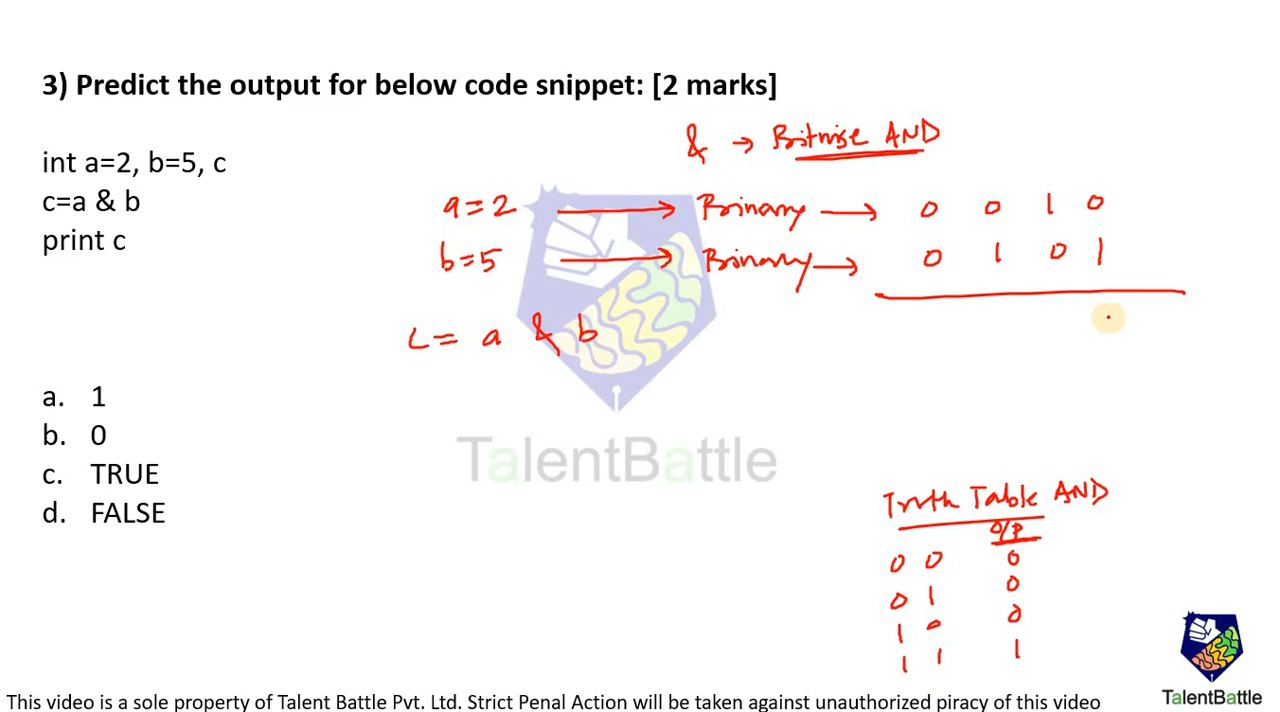 3) Predict the output for below code snippet: [2 marks]
& → Bitwise AND
int a=2, b=5, c
c=a & b
print c
a=2 → Binary → 0 0 1 0
b=5 → Binary → 0 1 0 1
c= a & b
a. 1
b. 0
c. TRUE
d. FALSE
TalentBattle
Truth Table AND
O/P
0 0 0
0 1 0
1 0 0
1 1 1
TalentBattle
This video is a sole property of Talent Battle Pvt. Ltd. Strict Penal Action will be taken against unauthorized piracy of this video